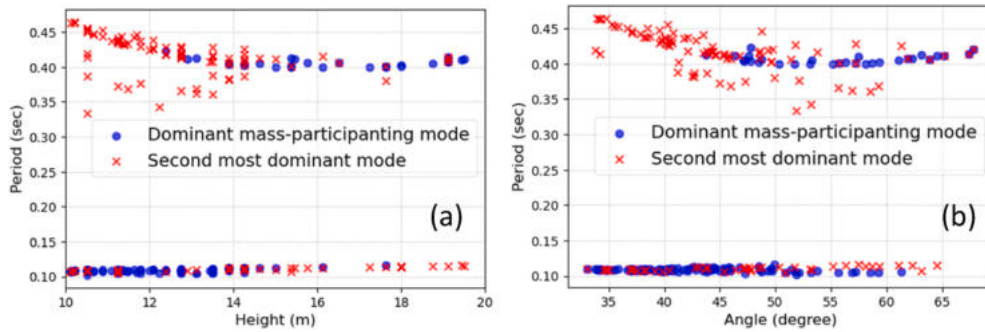 0.45
0.40
0.35
0.30
0.25
0.20
0.15
0.10
Period (sec)
Dominant mass-participanting mode
Second most dominant mode
(a)
10 12 14 16 18 20
Height (m)
0.45
0.40
0.35
0.30
0.25
0.20
0.15
0.10
Period (sec)
Dominant mass-participanting mode
Second most dominant mode
(b)
35 40 45 50 55 60 65
Angle (degree)